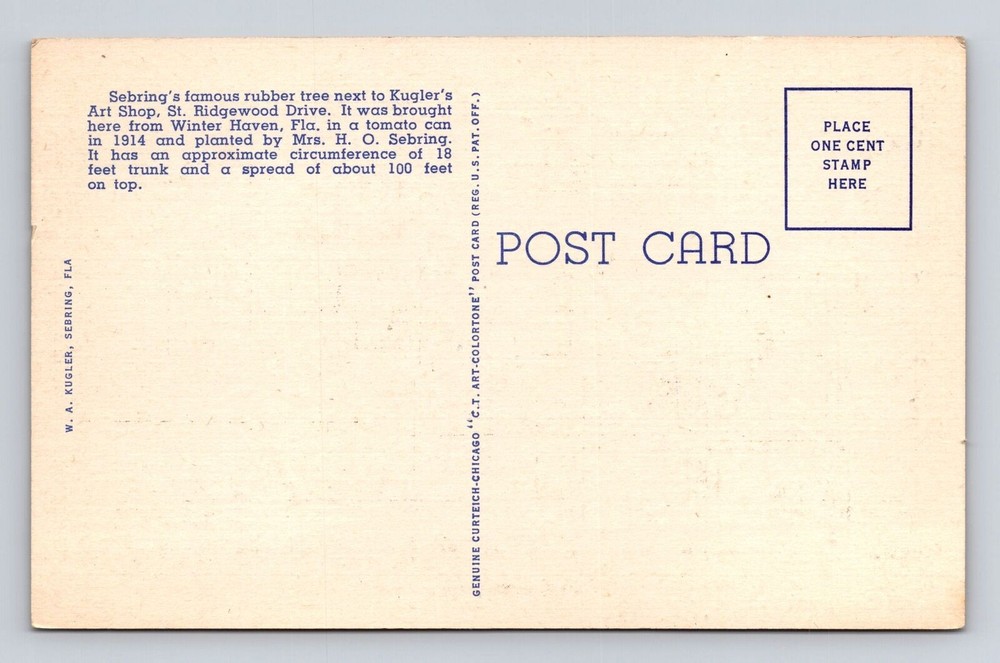 Sebring's famous rubber tree next to Kugler's
Art Shop, St. Ridgewood Drive. It was brought
here from Winter Haven, Fla. in a tomato can
in 1914 and planted by Mrs. H. O. Sebring.
It has an approximate circumference of 18
feet trunk and a spread of about 100 feet
on top.
W. A. KUGLER, SEBRING, FLA
GENUINE CURTEICH-CHICAGO "C.T. ART-COLORTONE" POST CARD (REG. U.S. PAT. OFF.)
POST CARD
PLACE
ONE CENT
STAMP
HERE